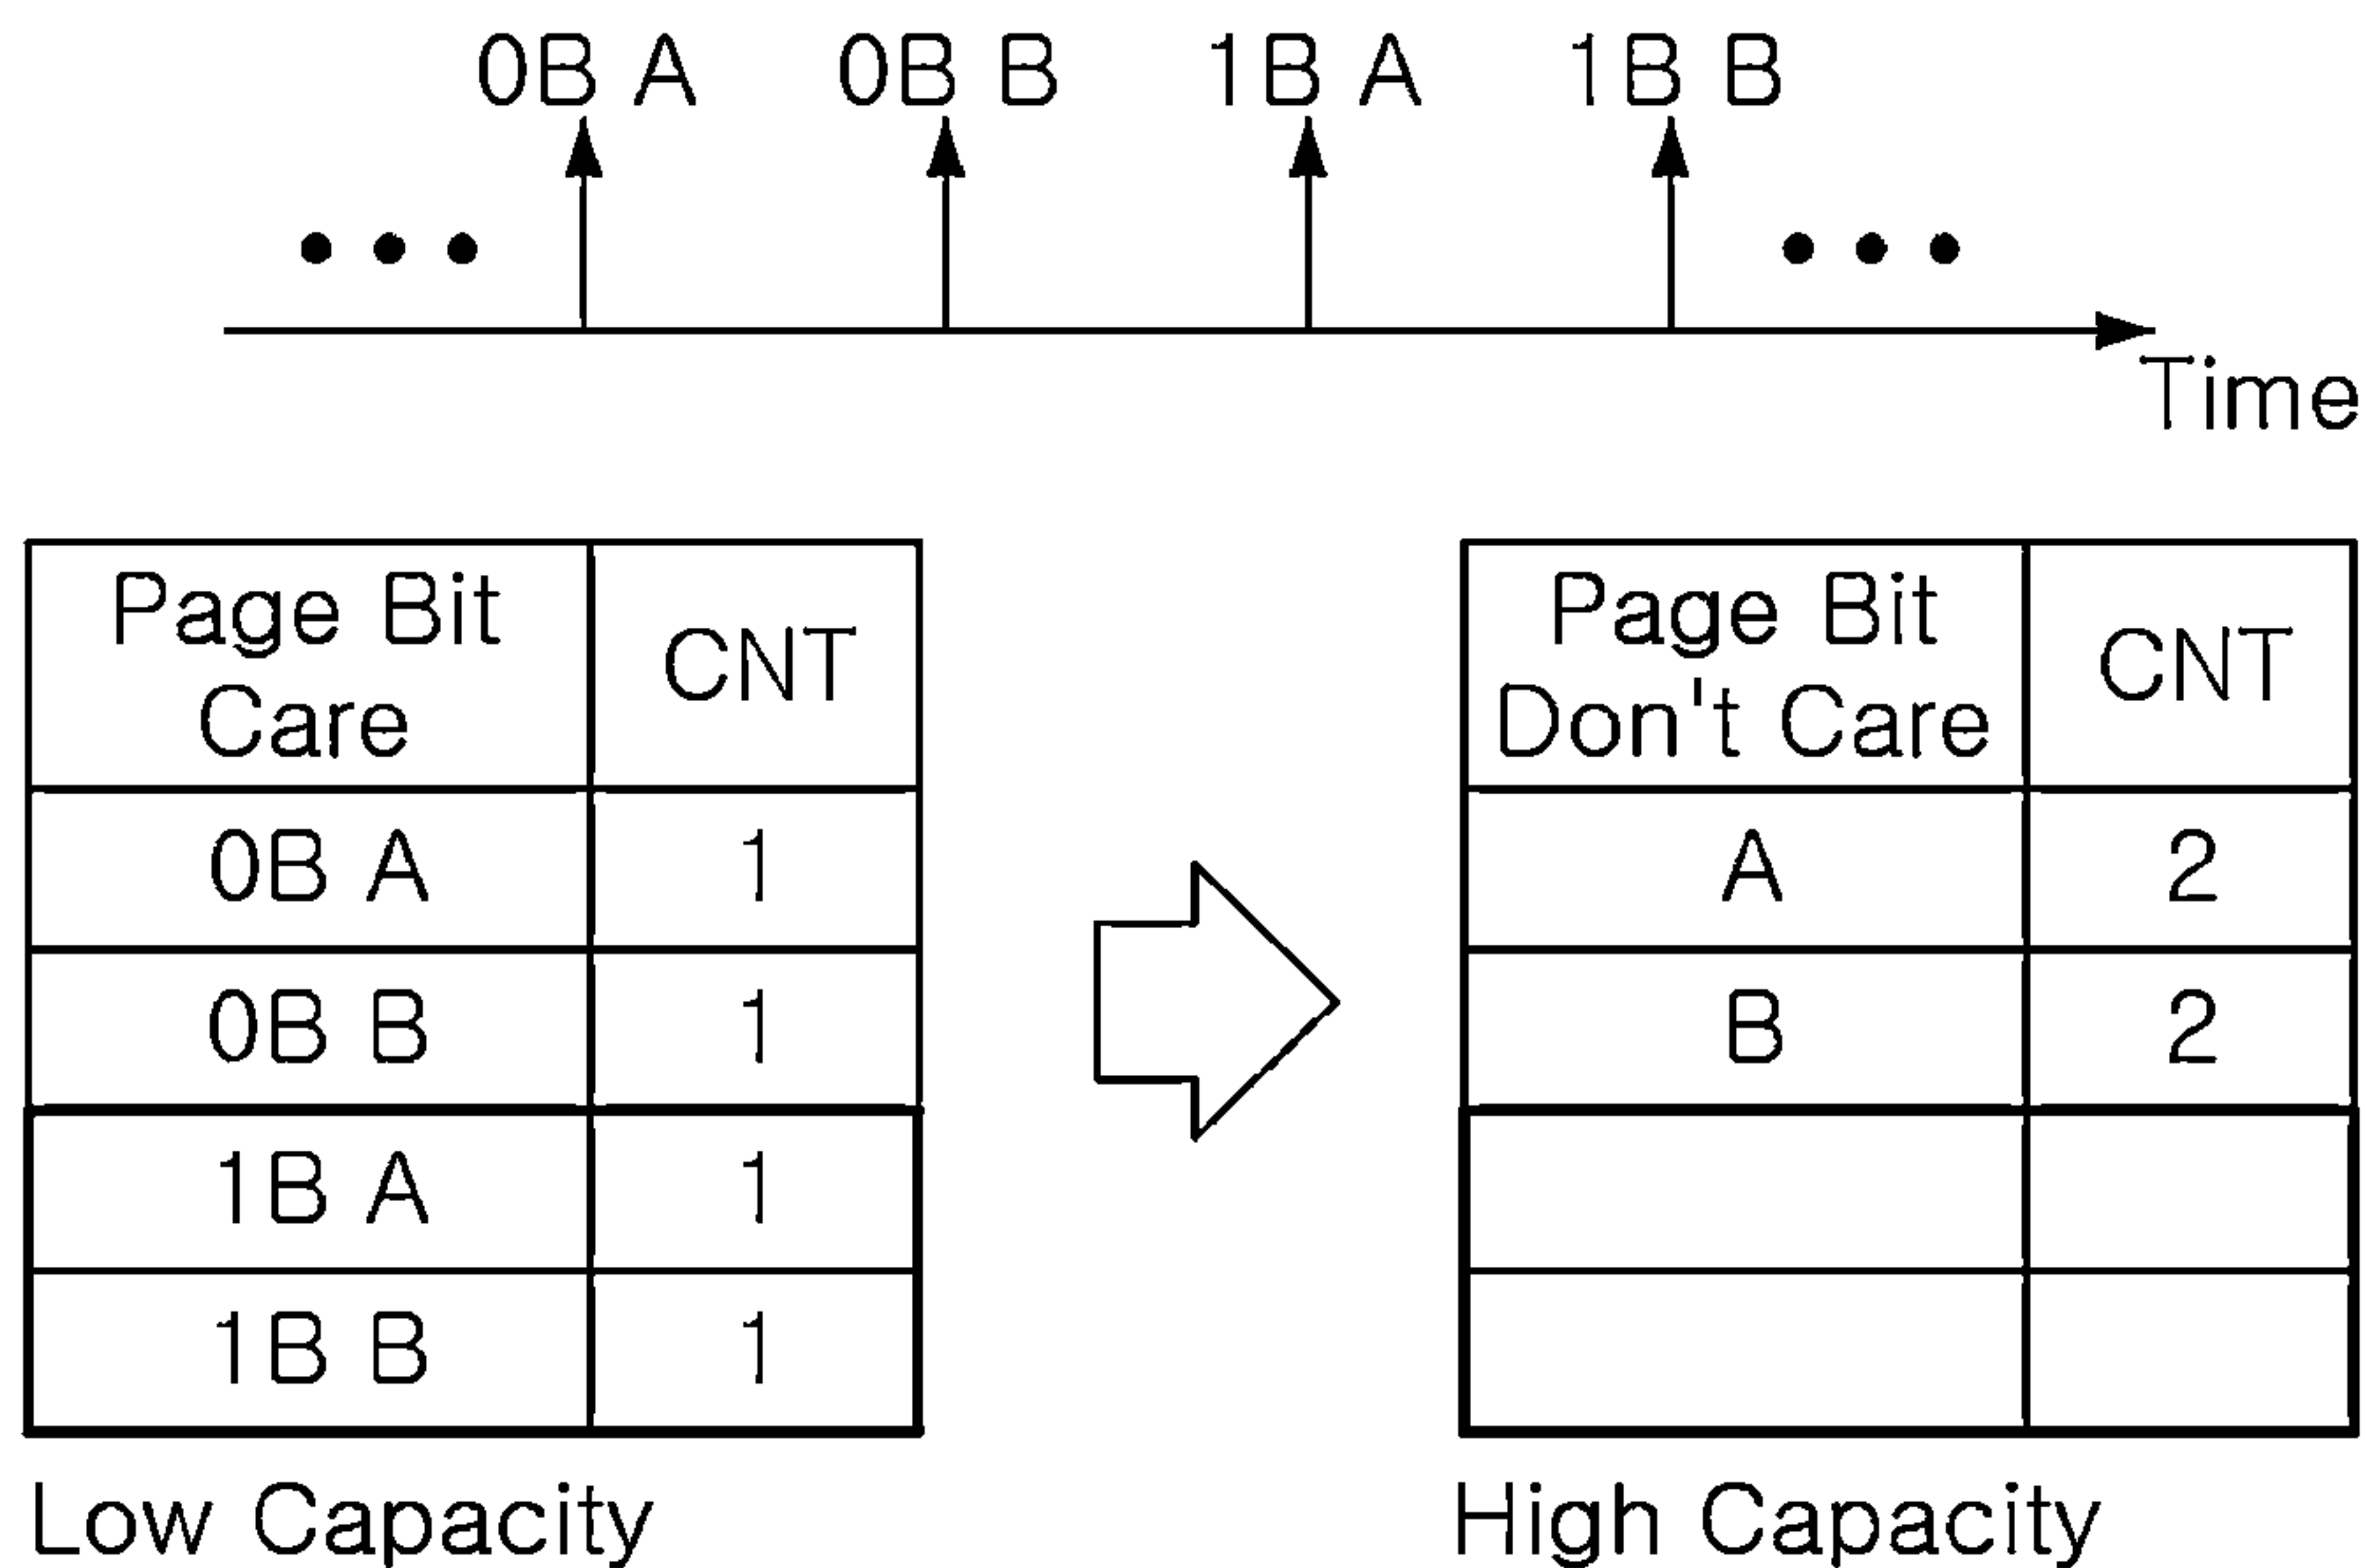 0B A 0B B 1B A 1B B
Time
Page Bit Care CNT
0B A 1
0B B 1
1B A 1
1B B 1
Low Capacity
Page Bit Don't Care CNT
A 2
B 2
High Capacity